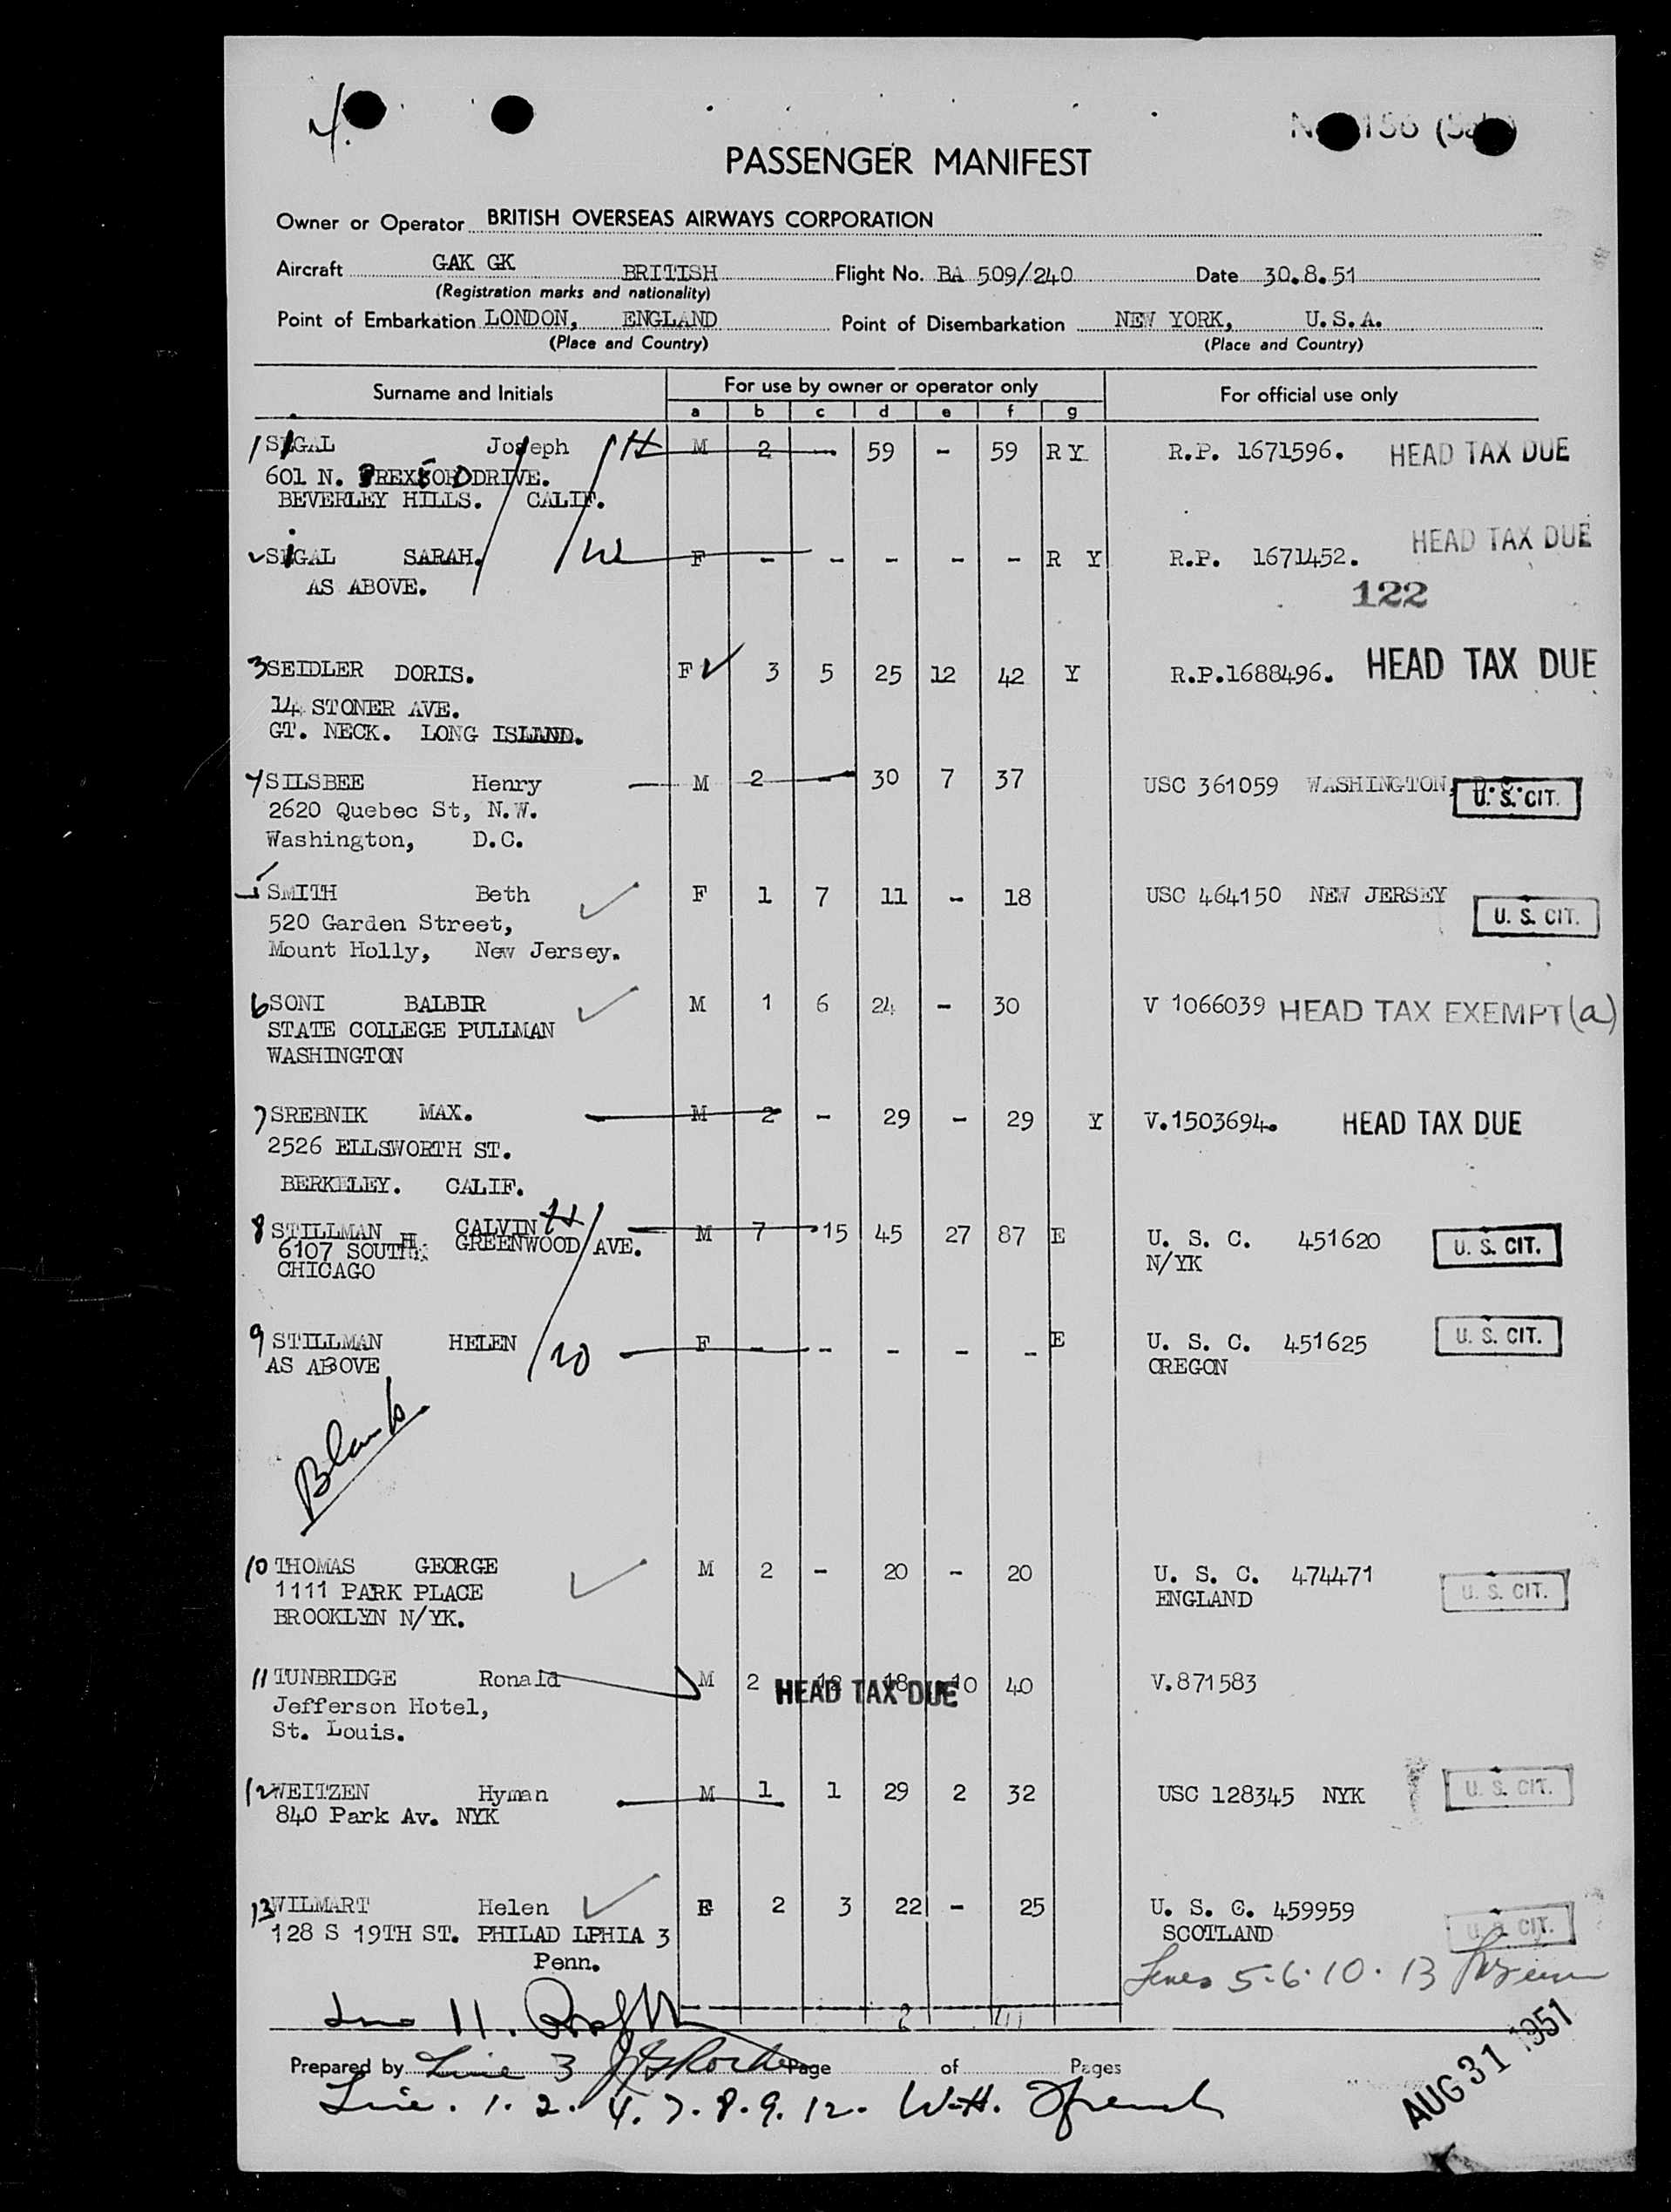 4.
PASSENGER MANIFEST
Owner or Operator BRITISH OVERSEAS AIRWAYS CORPORATION
Aircraft GAK GK BRITISH Flight No. BA 509/240 Date 30.8.51
(Registration marks and nationality)
Point of Embarkation LONDON, ENGLAND Point of Disembarkation NEW YORK, U.S.A.
(Place and Country) (Place and Country)
Surname and Initials For use by owner or operator only For official use only
a b c d e f g
1 SIGAL Joseph H M 2 - 59 - 59 R Y R.P. 1671596. HEAD TAX DUE
601 N. REXFORD DRIVE.
BEVERLEY HILLS. CALIF.
2 SIGAL SARAH. W F - - - - - R Y R.P. 1671452. HEAD TAX DUE
AS ABOVE. 122
3 SEIDLER DORIS. F 3 5 25 12 42 Y R.P.1688496. HEAD TAX DUE
14 STONER AVE.
GT. NECK. LONG ISLAND.
4 SILSBEE Henry M 2 - 30 7 37 USC 361059 WASHINGTON, D.C. U. S. CIT.
2620 Quebec St, N.W.
Washington, D.C.
5 SMITH Beth F 1 7 11 - 18 USC 464150 NEW JERSEY U. S. CIT.
520 Garden Street,
Mount Holly, New Jersey.
6 SONI BALBIR M 1 6 24 - 30 V 1066039 HEAD TAX EXEMPT (a)
STATE COLLEGE PULLMAN
WASHINGTON
7 SREBNIK MAX. M 2 - 29 - 29 Y V.1503694. HEAD TAX DUE
2526 ELLSWORTH ST.
BERKELEY. CALIF.
8 STILLMAN CALVIN H M 7 15 45 27 87 E U. S. C. 451620 U. S. CIT.
6107 SOUTH GREENWOOD AVE. N/YK
CHICAGO
9 STILLMAN HELEN W F - - - - - E U. S. C. 451625 U. S. CIT.
AS ABOVE OREGON
Blank
10 THOMAS GEORGE M 2 - 20 - 20 U. S. C. 474471 U. S. CIT.
1111 PARK PLACE ENGLAND
BROOKLYN N/YK.
11 TUNBRIDGE Ronald M 2 12 18 10 40 V.871583
HEAD TAX DUE
Jefferson Hotel,
St. Louis.
12 WEITZEN Hyman M 1 1 29 2 32 USC 128345 NYK U. S. CIT.
840 Park Av. NYK
13 WILMART Helen F 2 3 22 - 25 U. S. C. 459959
128 S 19TH ST. PHILAD LPHIA 3 SCOTLAND U. S. CIT.
Penn.
Lines 5.6.10.13
Line 11.
Prepared by Line 3 Page of Pages
Line. 1. 2. 4. 7. 8. 9. 12. W.H. French
AUG 31 1951